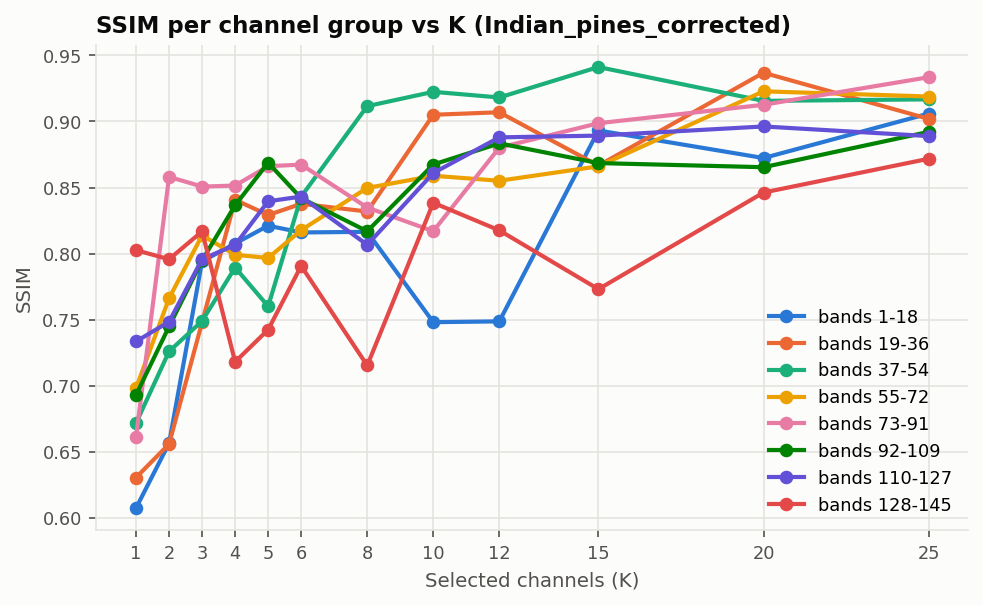 SSIM per channel group vs K (Indian_pines_corrected)
0.95
0.90
0.85
0.80
0.75
0.70
0.65
0.60
SSIM
bands 1-18
bands 19-36
bands 37-54
bands 55-72
bands 73-91
bands 92-109
bands 110-127
bands 128-145
1 2 3 4 5 6 8 10 12 15 20 25
Selected channels (K)